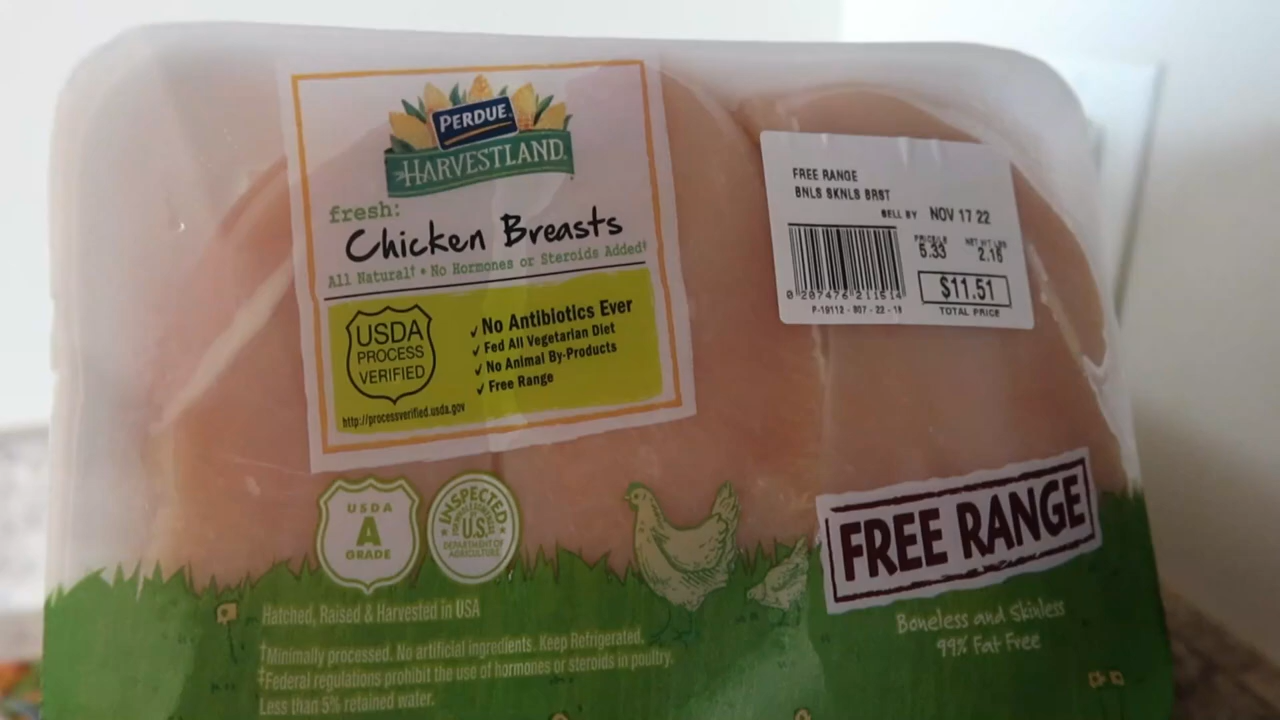 PERDUE
HARVESTLAND
fresh:
Chicken Breasts
All Natural† • No Hormones or Steroids Added‡
USDA
PROCESS
VERIFIED
http://processverified.usda.gov
✓ No Antibiotics Ever
✓ Fed All Vegetarian Diet
✓ No Animal By-Products
✓ Free Range
FREE RANGE
BNLS SKNLS BRST
SELL BY NOV 17 22
PRICE/LB NET WT LBS
5.33 2.16
0 207476 211514
$11.51
P-19112 - 807 - 22 - 18
TOTAL PRICE
USDA
A
GRADE
INSPECTED
U.S.
DEPARTMENT OF
AGRICULTURE
FREE RANGE
Boneless and Skinless
99% Fat Free
Hatched, Raised & Harvested in USA
†Minimally processed. No artificial ingredients. Keep Refrigerated.
‡Federal regulations prohibit the use of hormones or steroids in poultry.
Less than 5% retained water.